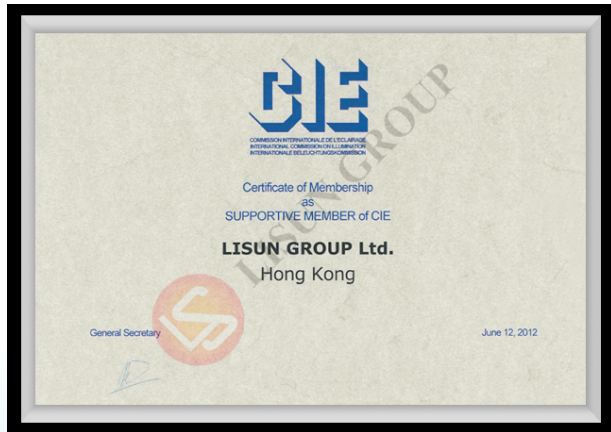 CIE
COMMISSION INTERNATIONALE DE L'ECLAIRAGE
INTERNATIONAL COMMISSION ON ILLUMINATION
INTERNATIONALE BELEUCHTUNGSKOMMISSION
Certificate of Membership
as
SUPPORTIVE MEMBER of CIE
LISUN GROUP Ltd.
Hong Kong
General Secretary
June 12, 2012
LISUN GROUP